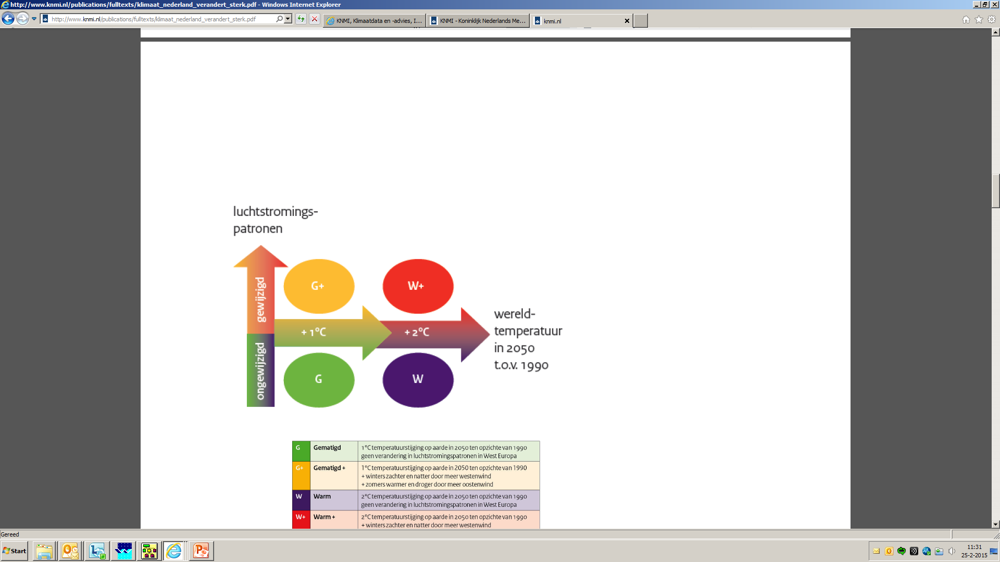 http://www.knmi.nl/publications/fulltexts/klimaat_nederland_verandert_sterk.pdf - Windows Internet Explorer
http://www.knmi.nl/publications/fulltexts/klimaat_nederland_verandert_sterk.pdf
KNMI, Klimaatdata en -advies, I...
KNMI - Koninklijk Nederlands Me...
knmi.nl
luchtstromings-
patronen
gewijzigd
ongewijzigd
G+
W+
+ 1°C
+ 2°C
G
W
wereld-
temperatuur
in 2050
t.o.v. 1990
G Gematigd 1°C temperatuurstijging op aarde in 2050 ten opzichte van 1990
geen verandering in luchtstromingspatronen in West Europa
G+ Gematigd + 1°C temperatuurstijging op aarde in 2050 ten opzichte van 1990
+ winters zachter en natter door meer westenwind
+ zomers warmer en droger door meer oostenwind
W Warm 2°C temperatuurstijging op aarde in 2050 ten opzichte van 1990
geen verandering in luchtstromingspatronen in West Europa
W+ Warm + 2°C temperatuurstijging op aarde in 2050 ten opzichte van 1990
+ winters zachter en natter door meer westenwind
Gereed
Start
11:31
25-2-2015